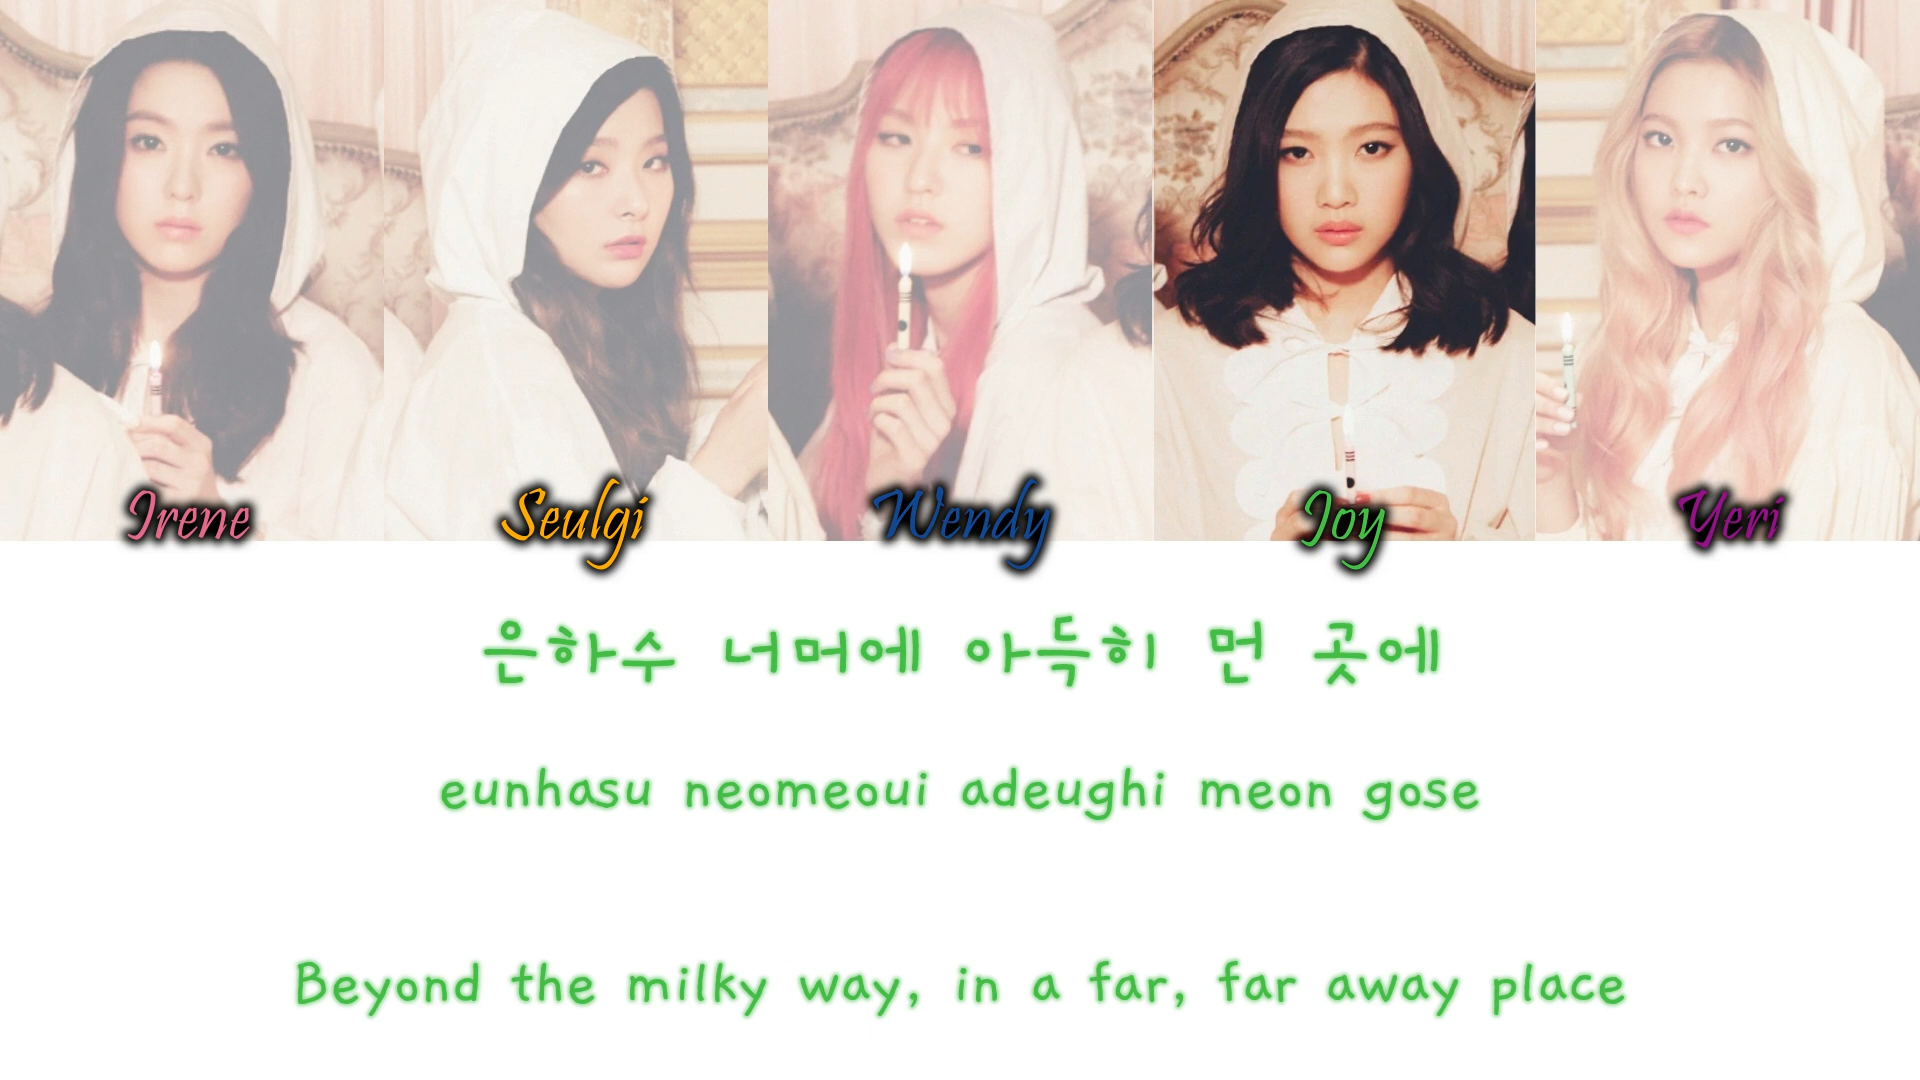 Irene Seulgi Wendy Joy Yeri
은하수 너머에 아득히 먼 곳에
eunhasu neomeoui adeughi meon gose
Beyond the milky way, in a far, far away place